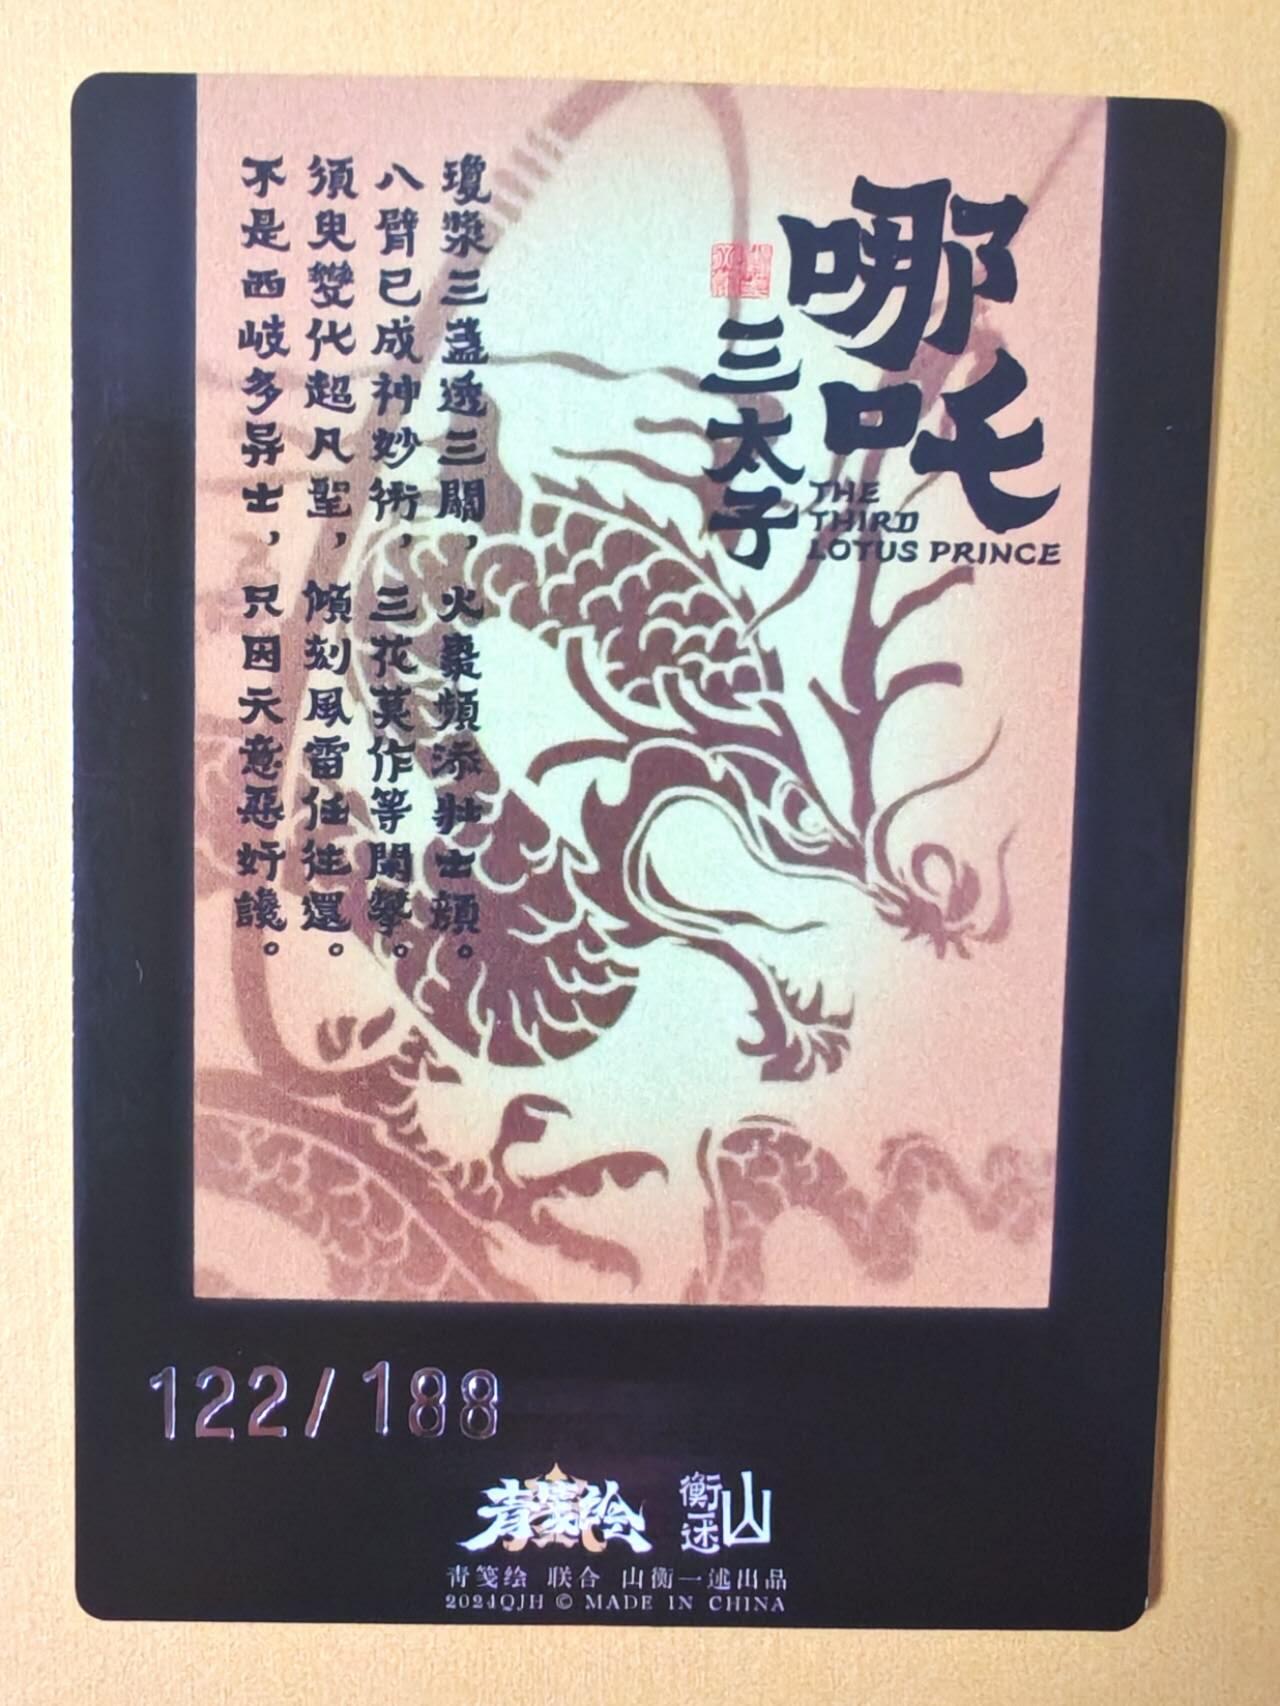 哪吒
三太子
THE
THIRD
LOTUS PRINCE
瓊漿三盞透三關，火棗頻添壯士顔。
八臂已成神妙術，三花莫作等閑攀。
須臾變化超凡聖，傾刻風雷任往還。
不是西岐多异士，只因天意惡奸讒。
122/188
青笺绘
山衡一述
青笺绘 联合 山衡一述出品
2024QJH © MADE IN CHINA